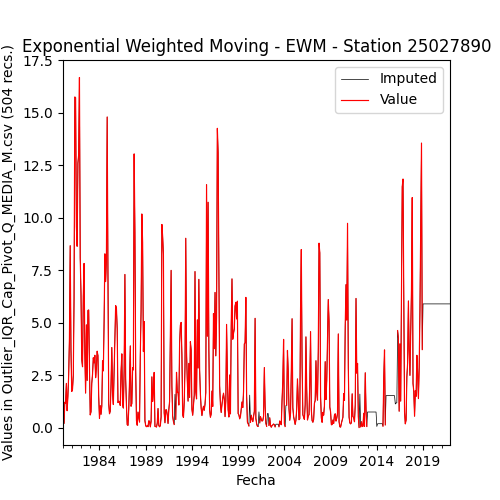 Exponential Weighted Moving - EWM - Station 25027890
Values in Outlier_IQR_Cap_Pivot_Q_MEDIA_M.csv (504 recs.)
17.5
15.0
12.5
10.0
7.5
5.0
2.5
0.0
Imputed
Value
1984 1989 1994 1999 2004 2009 2014 2019
Fecha